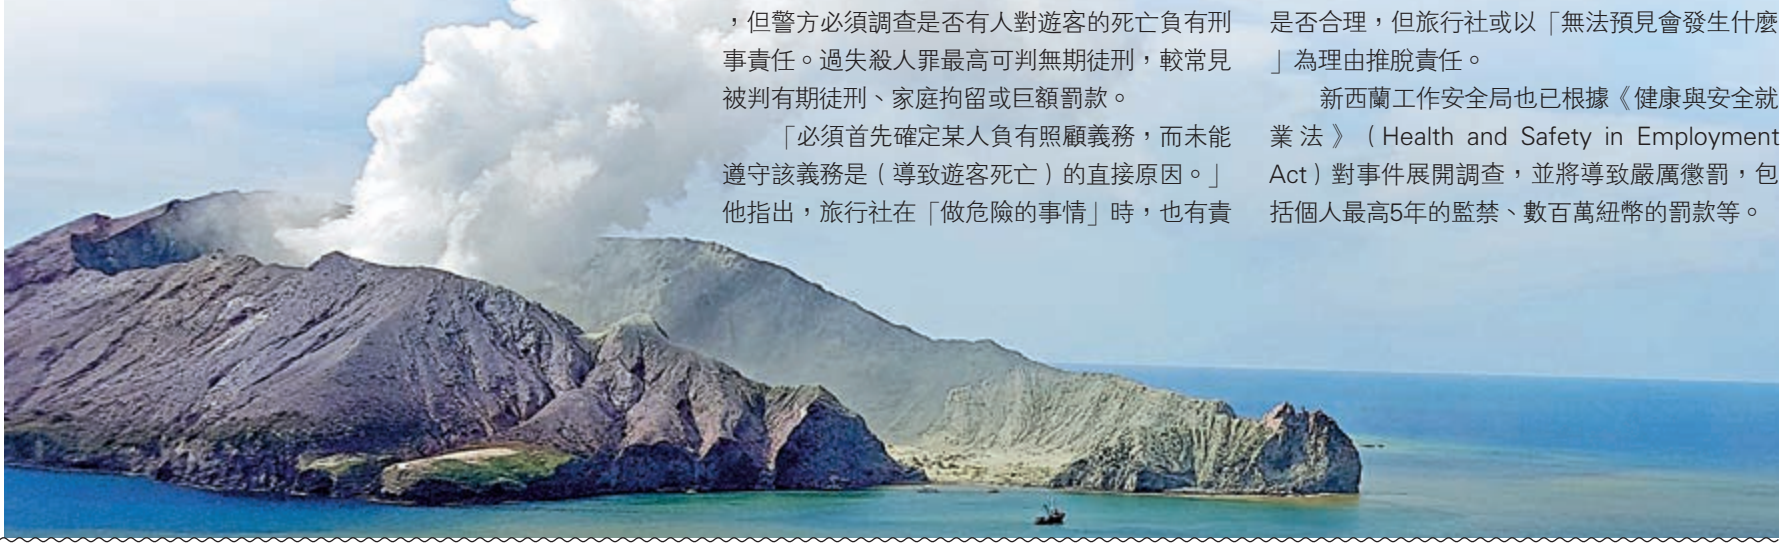 ，但警方必須調查是否有人對遊客的死亡負有刑
事責任。過失殺人罪最高可判無期徒刑，較常見
被判有期徒刑、家庭拘留或巨額罰款。
「必須首先確定某人負有照顧義務，而未能
遵守該義務是（導致遊客死亡）的直接原因。」
他指出，旅行社在「做危險的事情」時，也有責
是否合理，但旅行社或以「無法預見會發生什麼
」為理由推脫責任。
新西蘭工作安全局也已根據《健康與安全就
業法》（Health and Safety in Employment
Act）對事件展開調查，並將導致嚴厲懲罰，包
括個人最高5年的監禁、數百萬紐幣的罰款等。